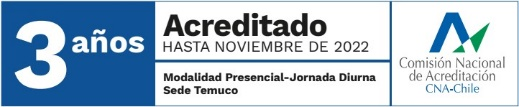 3 años
Acreditado
HASTA NOVIEMBRE DE 2022
Modalidad Presencial-Jornada Diurna
Sede Temuco
Comisión Nacional
de Acreditación
CNA-Chile